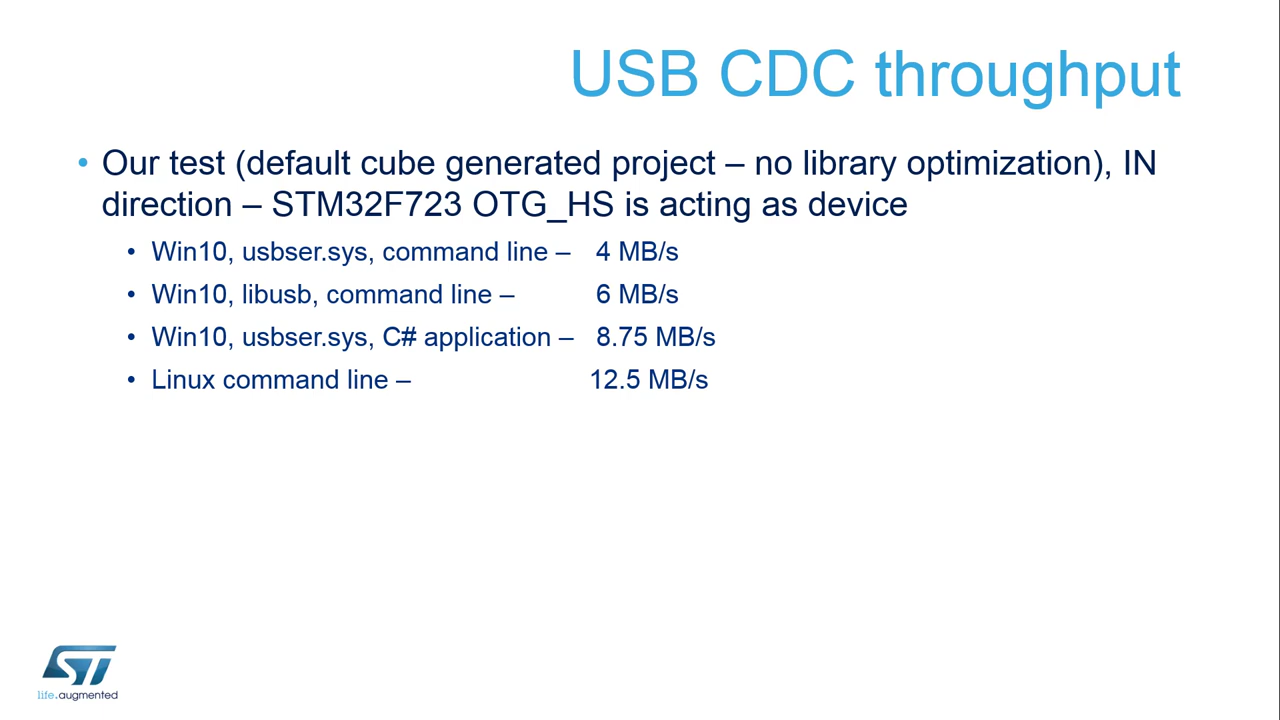 USB CDC throughput
• Our test (default cube generated project – no library optimization), IN
direction – STM32F723 OTG_HS is acting as device
• Win10, usbser.sys, command line – 4 MB/s
• Win10, libusb, command line – 6 MB/s
• Win10, usbser.sys, C# application – 8.75 MB/s
• Linux command line – 12.5 MB/s
ST
life.augmented